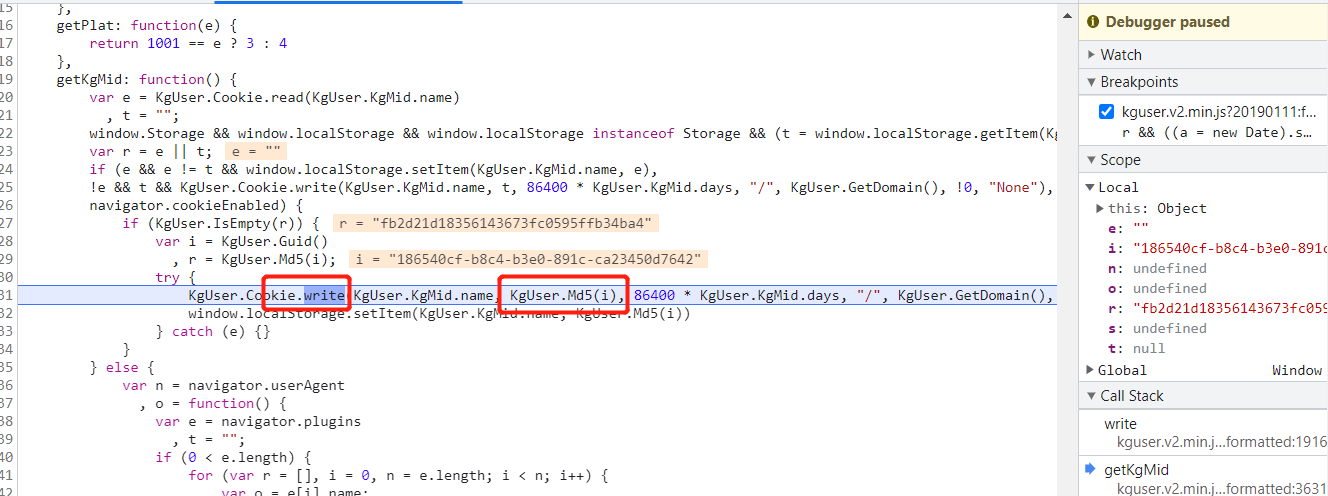 15 },
16 getPlat: function(e) {
17 return 1001 == e ? 3 : 4
18 },
19 getKgMid: function() {
20 var e = KgUser.Cookie.read(KgUser.KgMid.name)
21 , t = "";
22 window.Storage && window.localStorage && window.localStorage instanceof Storage && (t = window.localStorage.getItem(Kg
23 var r = e || t; e = ""
24 if (e && e != t && window.localStorage.setItem(KgUser.KgMid.name, e),
25 !e && t && KgUser.Cookie.write(KgUser.KgMid.name, t, 86400 * KgUser.KgMid.days, "/", KgUser.GetDomain(), !0, "None"),
26 navigator.cookieEnabled) {
27 if (KgUser.IsEmpty(r)) { r = "fb2d21d18356143673fc0595ffb34ba4"
28 var i = KgUser.Guid()
29 , r = KgUser.Md5(i); i = "186540cf-b8c4-b3e0-891c-ca23450d7642"
30 try {
31 KgUser.Cookie.write(KgUser.KgMid.name, KgUser.Md5(i), 86400 * KgUser.KgMid.days, "/", KgUser.GetDomain(),
32 window.localStorage.setItem(KgUser.KgMid.name, KgUser.Md5(i))
33 } catch (e) {}
34 }
35 } else {
36 var n = navigator.userAgent
37 , o = function() {
38 var e = navigator.plugins
39 , t = "";
40 if (0 < e.length) {
41 for (var r = [], i = 0, n = e.length; i < n; i++) {
42 var o = e[i].name;
Debugger paused
Watch
Breakpoints
kguser.v2.min.js?20190111:f...
r && ((a = new Date).s...
Scope
Local
this: Object
e: ""
i: "186540cf-b8c4-b3e0-891c
n: undefined
o: undefined
r: "fb2d21d18356143673fc059
s: undefined
t: null
Global Window
Call Stack
write
kguser.v2.min.j...formatted:1916
getKgMid
kguser.v2.min.j...formatted:3631